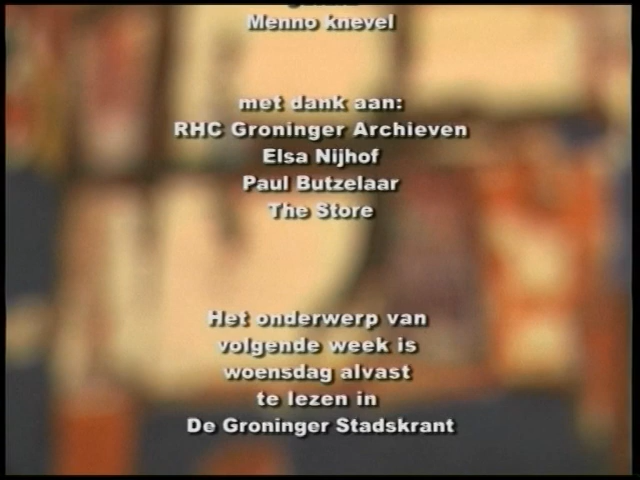 Menno knevel
met dank aan:
RHC Groninger Archieven
Elsa Nijhof
Paul Butzelaar
The Store
Het onderwerp van
volgende week is
woensdag alvast
te lezen in
De Groninger Stadskrant